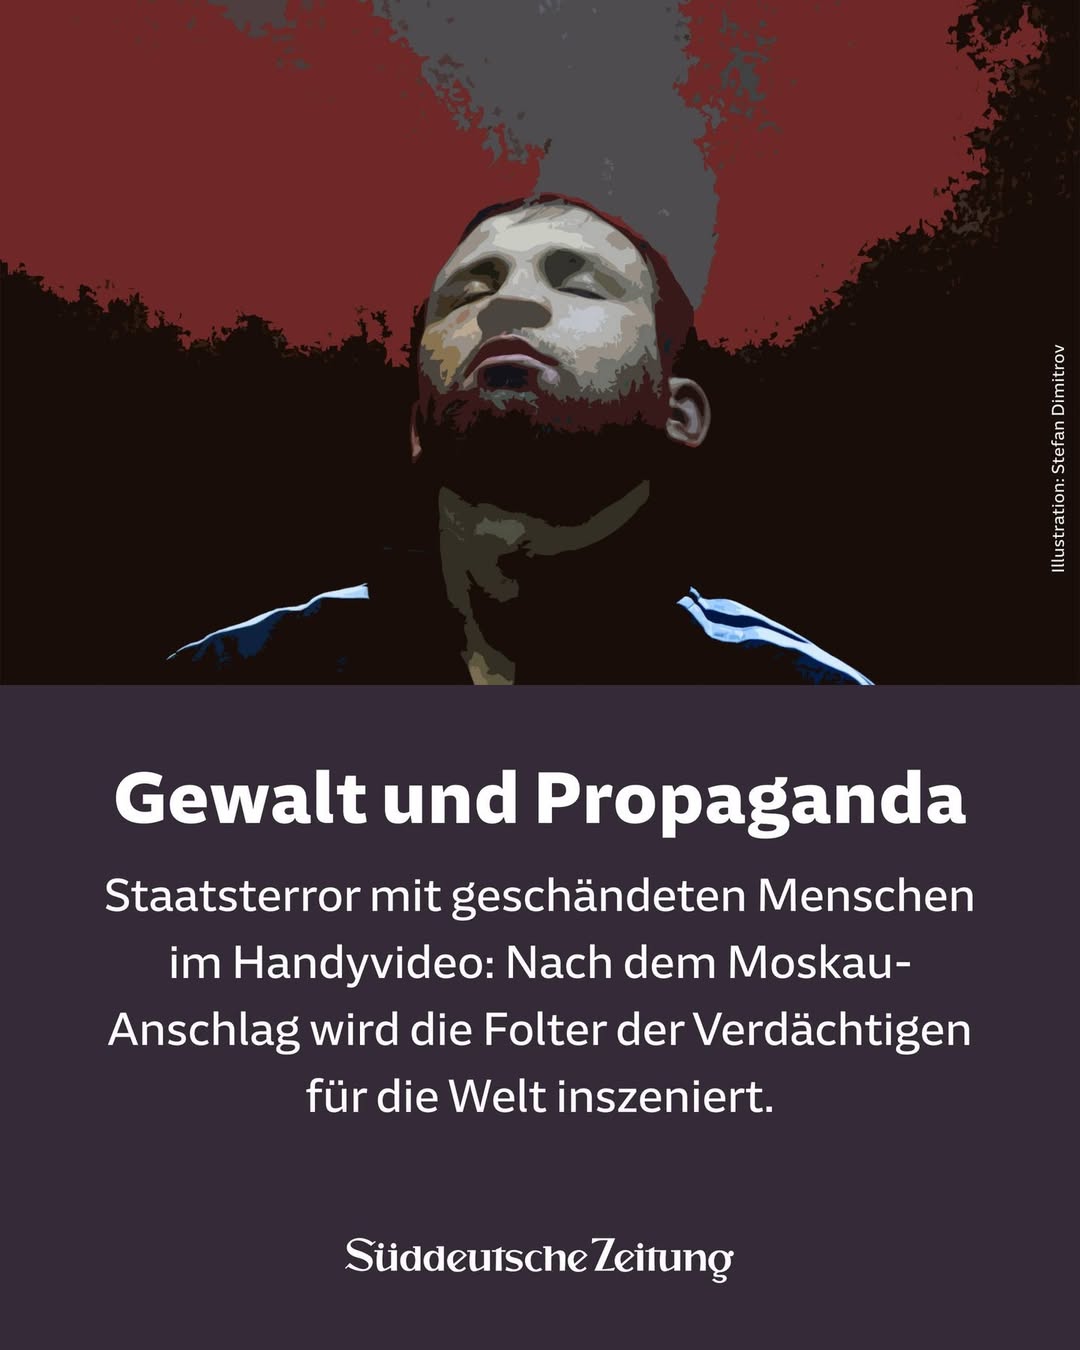 Illustration: Stefan Dimitrov
Gewalt und Propaganda
Staatsterror mit geschändeten Menschen
im Handyvideo: Nach dem Moskau-
Anschlag wird die Folter der Verdächtigen
für die Welt inszeniert.
Süddeutsche Zeitung